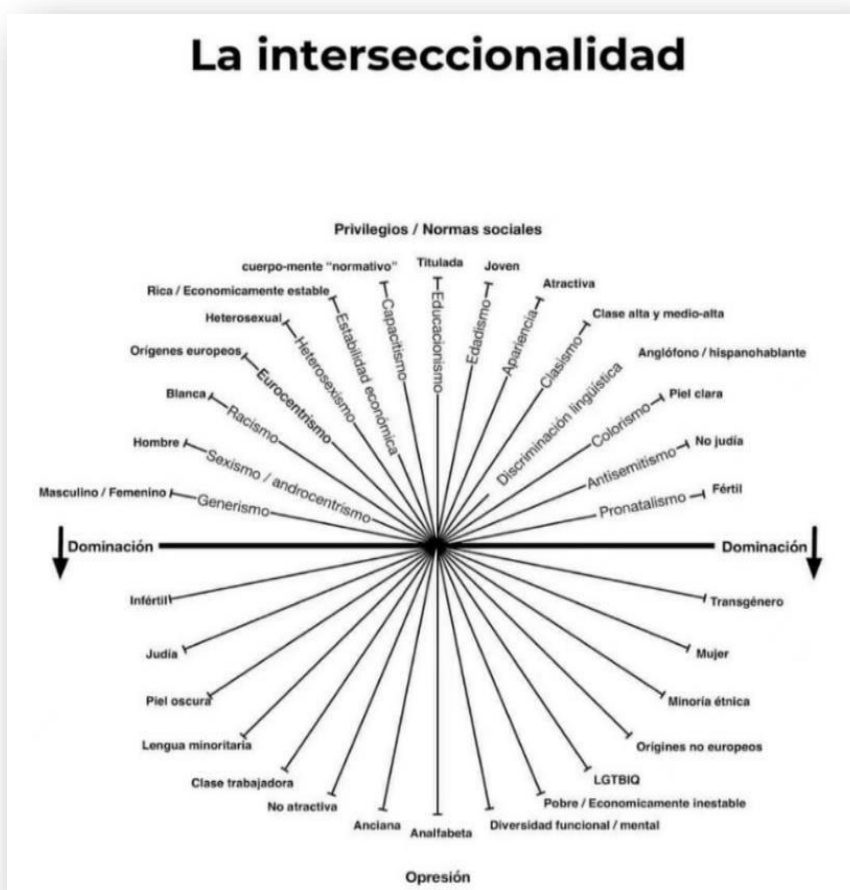 La interseccionalidad
Privilegios / Normas sociales
cuerpo-mente "normativo"
Titulada
Joven
Rica / Economicamente estable
Atractiva
Heterosexual
Clase alta y medio-alta
Orígenes europeos
Anglófono / hispanohablante
Blanca
Piel clara
Hombre
No judía
Masculino / Femenino
Fértil
Generismo
Sexismo / androcentrismo
Racismo
Eurocentrismo
Heterosexismo
Estabilidad económica
Capacitismo
Educacionismo
Edadismo
Apariencia
Clasismo
Discriminación lingüística
Colorismo
Antisemitismo
Pronatalismo
Dominación
Dominación
Infértil
Transgénero
Judía
Mujer
Piel oscura
Minoría étnica
Lengua minoritaria
Origines no europeos
Clase trabajadora
LGTBIQ
No atractiva
Pobre / Economicamente inestable
Anciana
Analfabeta
Diversidad funcional / mental
Opresión